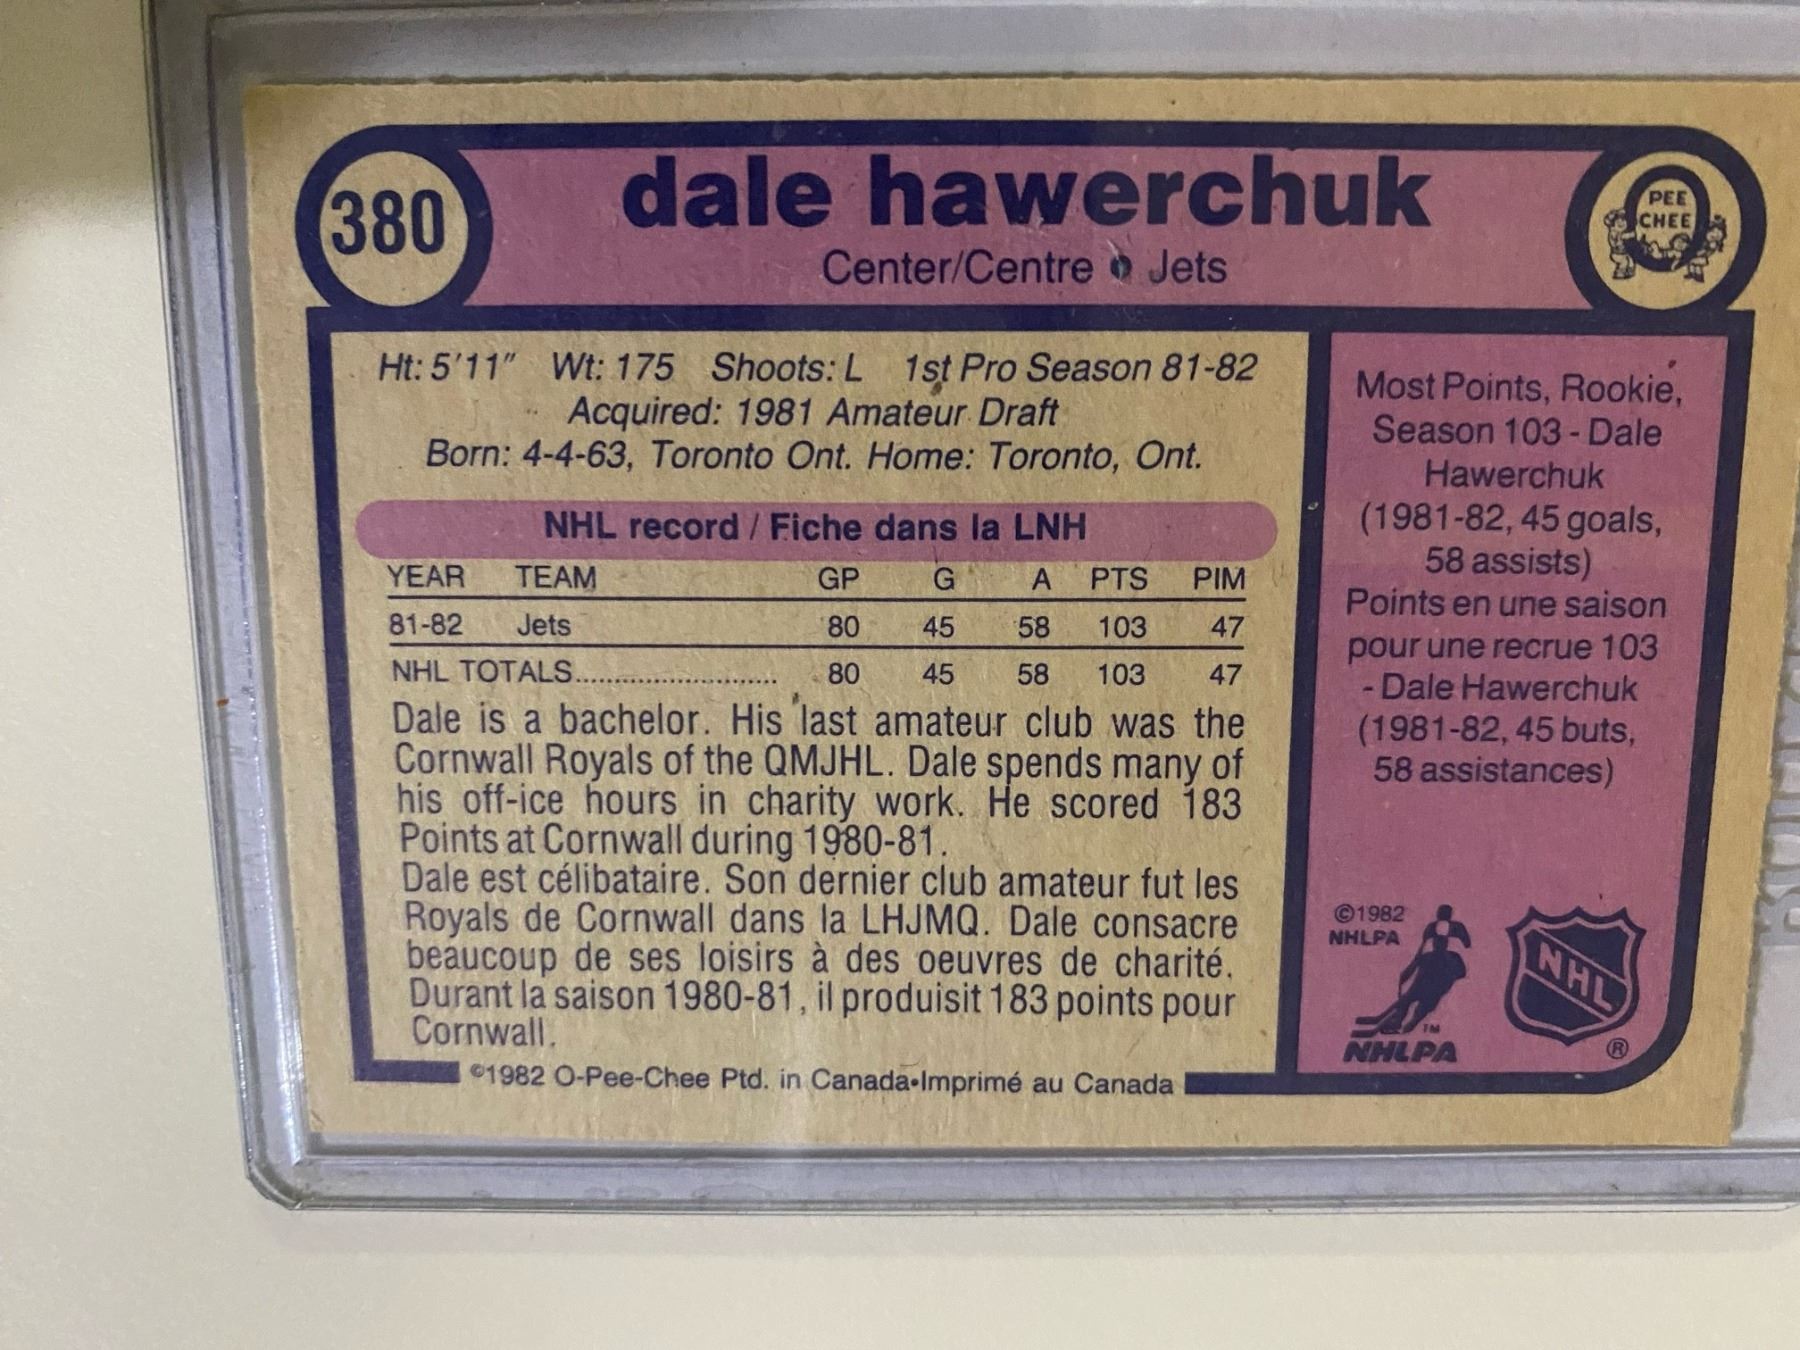 380
dale hawerchuk
PEE
CHEE
Center/Centre • Jets
Ht: 5'11" Wt: 175 Shoots: L 1st Pro Season 81-82
Acquired: 1981 Amateur Draft
Born: 4-4-63, Toronto Ont. Home: Toronto, Ont.
NHL record / Fiche dans la LNH
YEAR TEAM GP G A PTS PIM
81-82 Jets 80 45 58 103 47
NHL TOTALS.......................... 80 45 58 103 47
Dale is a bachelor. His last amateur club was the
Cornwall Royals of the QMJHL. Dale spends many of
his off-ice hours in charity work. He scored 183
Points at Cornwall during 1980-81.
Dale est célibataire. Son dernier club amateur fut les
Royals de Cornwall dans la LHJMQ. Dale consacre
beaucoup de ses loisirs à des oeuvres de charité.
Durant la saison 1980-81, il produisit 183 points pour
Cornwall.
©1982 O-Pee-Chee Ptd. in Canada•Imprimé au Canada
Most Points, Rookie,
Season 103 - Dale
Hawerchuk
(1981-82, 45 goals,
58 assists)
Points en une saison
pour une recrue 103
- Dale Hawerchuk
(1981-82, 45 buts,
58 assistances)
©1982
NHLPA
TM
NHLPA
NHL
®